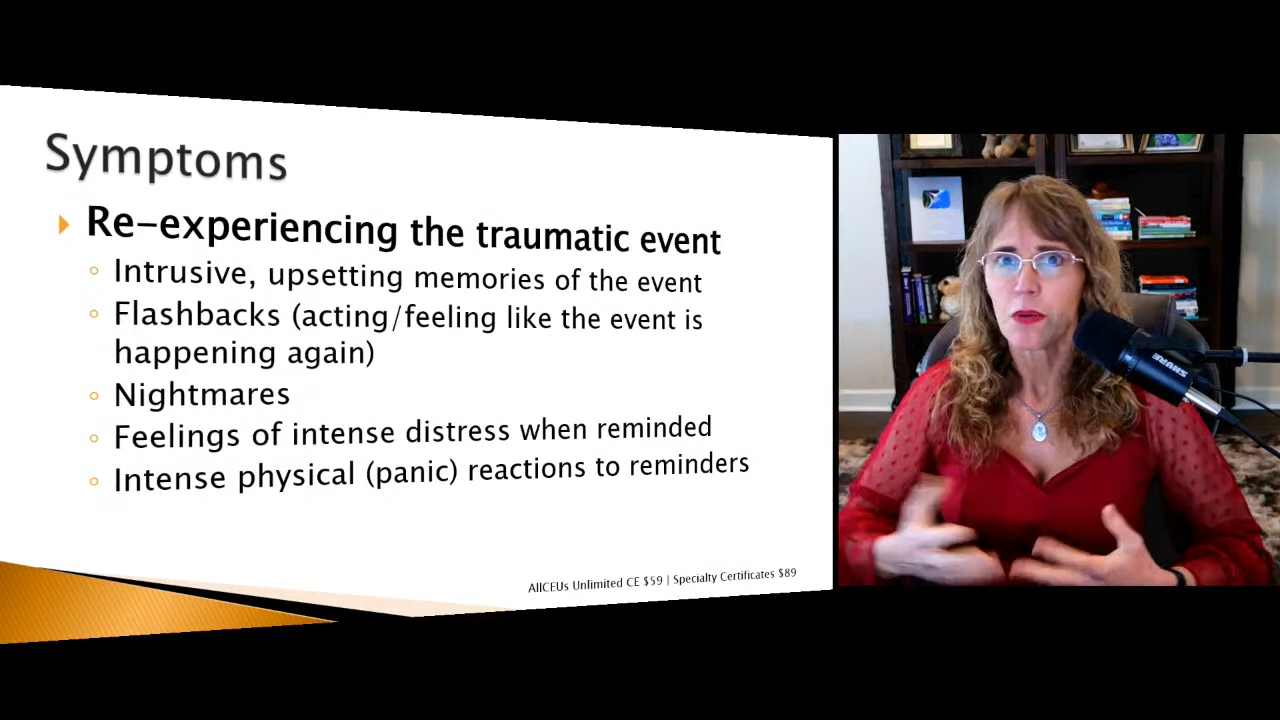 Symptoms
Re-experiencing the traumatic event
Intrusive, upsetting memories of the event
Flashbacks (acting/feeling like the event is
happening again)
Nightmares
Feelings of intense distress when reminded
Intense physical (panic) reactions to reminders
AllCEUs Unlimited CE $59 | Specialty Certificates $89
SHURE